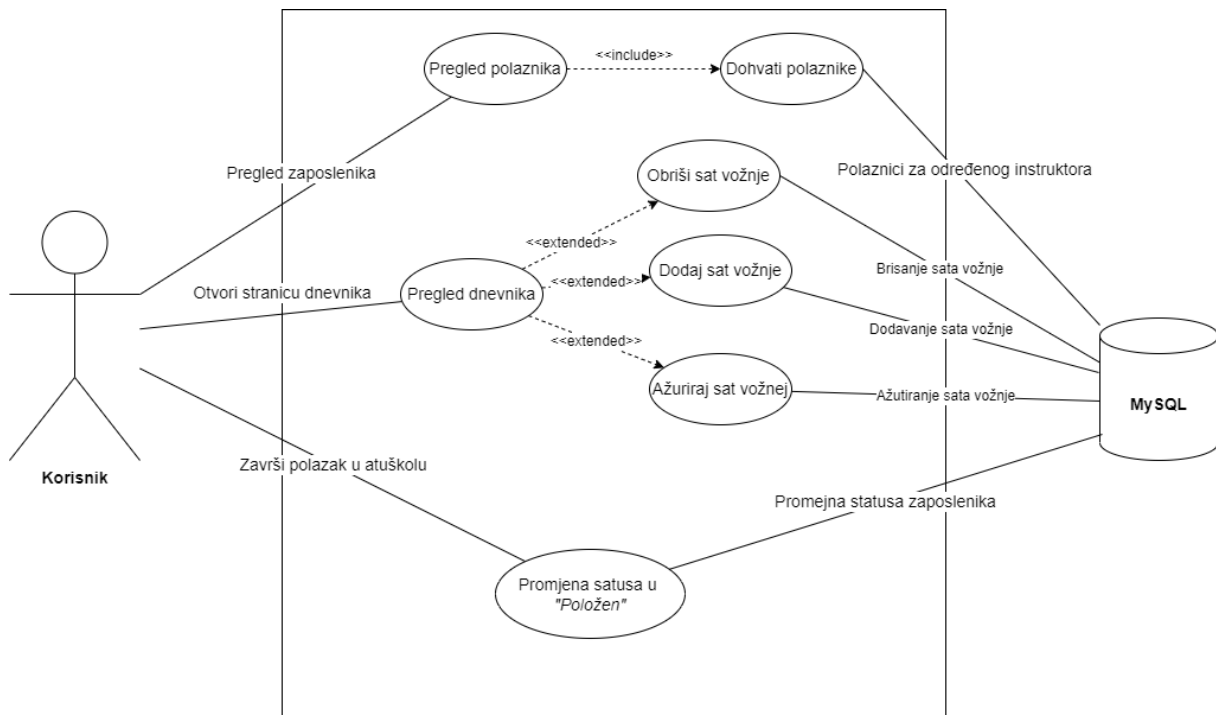 Pregled polaznika
<<include>>
Dohvati polaznike
Pregled zaposlenika
Obriši sat vožnje
Polaznici za određenog instruktora
<<extended>>
Otvori stranicu dnevnika
Pregled dnevnika
<<extended>>
Dodaj sat vožnje
Brisanje sata vožnje
<<extended>>
Dodavanje sata vožnje
Ažuriraj sat vožnej
Ažutiranje sata vožnje
MySQL
Korisnik
Završi polazak u atuškolu
Promejna statusa zaposlenika
Promjena satusa u
"Položen"